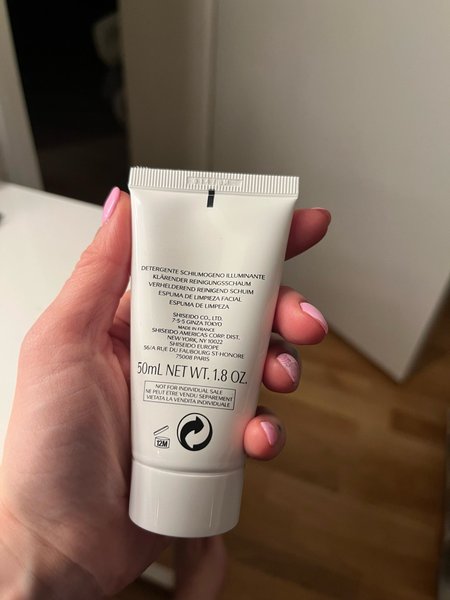 DETERGENTE SCHIUMOGENO ILLUMINANTE
KLÄRENDER REINIGUNGSSCHAUM
VERHELDEREND REINIGEND SCHUIM
ESPUMA DE LIMPIEZA FACIAL
ESPUMA DE LIMPEZA
SHISEIDO CO., LTD.
7-5-5 GINZA TOKYO
MADE IN FRANCE
SHISEIDO AMERICAS CORP. DIST.
NEW YORK, NY 10022
SHISEIDO EUROPE
56/A RUE DU FAUBOURG ST-HONORE
75008 PARIS
50mL NET WT. 1.8 OZ.
NOT FOR INDIVIDUAL SALE
NE PEUT ÊTRE VENDU SÉPARÉMENT
VIETATA LA VENDITA INDIVIDUALE
12M